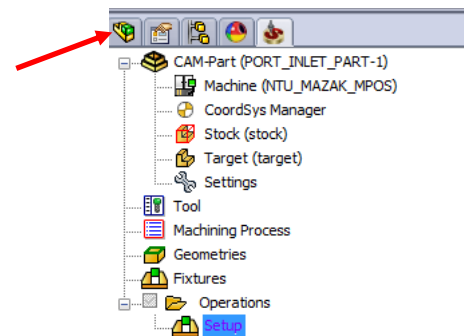 CAM-Part (PORT_INLET_PART-1)
Machine (NTU_MAZAK_MPOS)
CoordSys Manager
Stock (stock)
Target (target)
Settings
Tool
Machining Process
Geometries
Fixtures
Operations
Setup